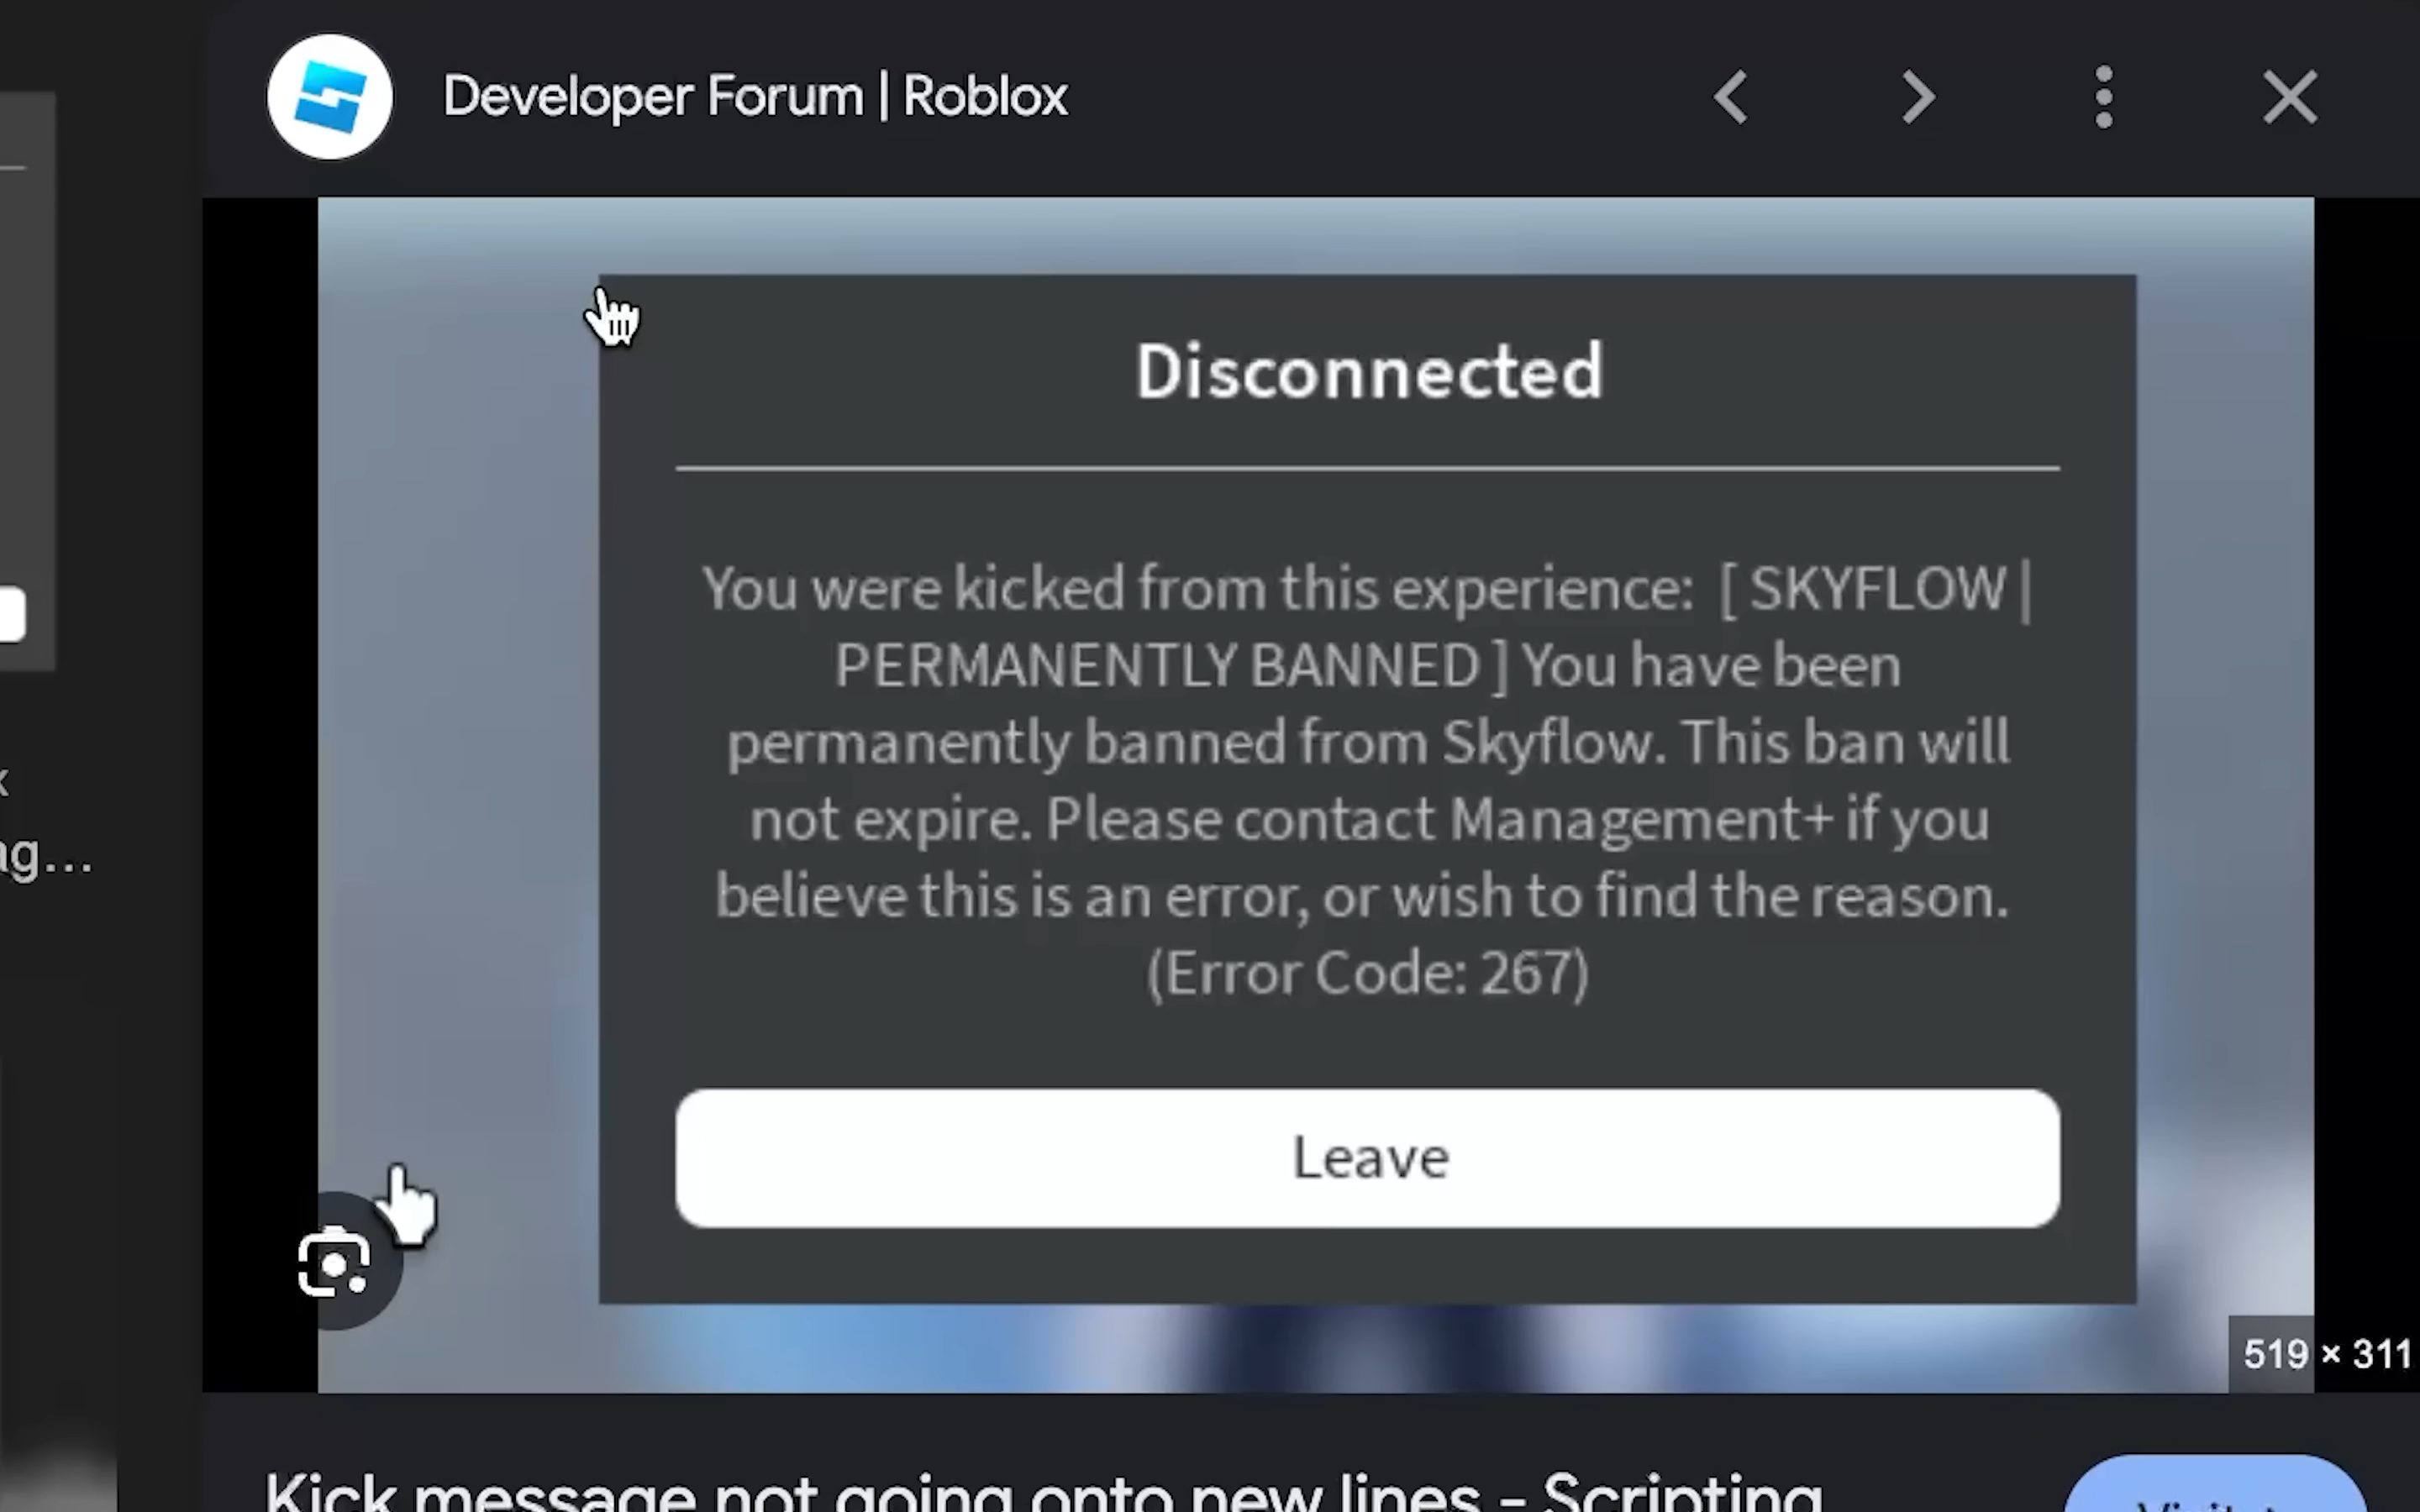 Developer Forum | Roblox
Disconnected
You were kicked from this experience: [ SKYFLOW |
PERMANENTLY BANNED ] You have been
permanently banned from Skyflow. This ban will
not expire. Please contact Management+ if you
believe this is an error, or wish to find the reason.
(Error Code: 267)
Leave
519 × 311
Kick message not going onto new lines - Scripting